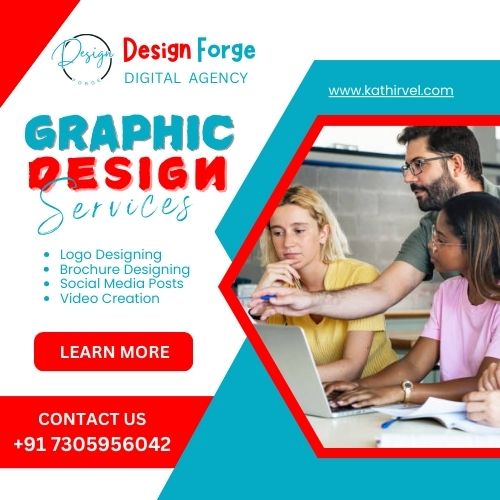 Design
FORGE
Design Forge
DIGITAL AGENCY
www.kathirvel.com
GRAPHIC
DESIGN
Services
Logo Designing
Brochure Designing
Social Media Posts
Video Creation
LEARN MORE
CONTACT US
+91 7305956042